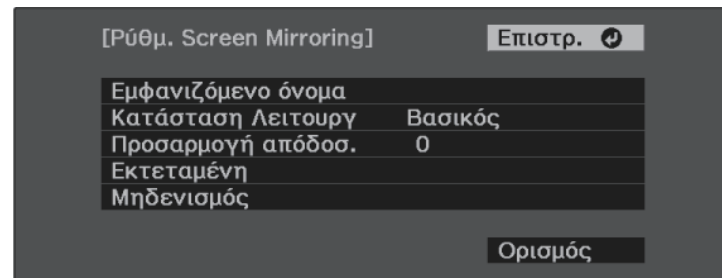 [Ρύθμ. Screen Mirroring] Επιστρ.
Εμφανιζόμενο όνομα
Κατάσταση Λειτουργ Βασικός
Προσαρμογή απόδοσ. 0
Εκτεταμένη
Μηδενισμός
Ορισμός